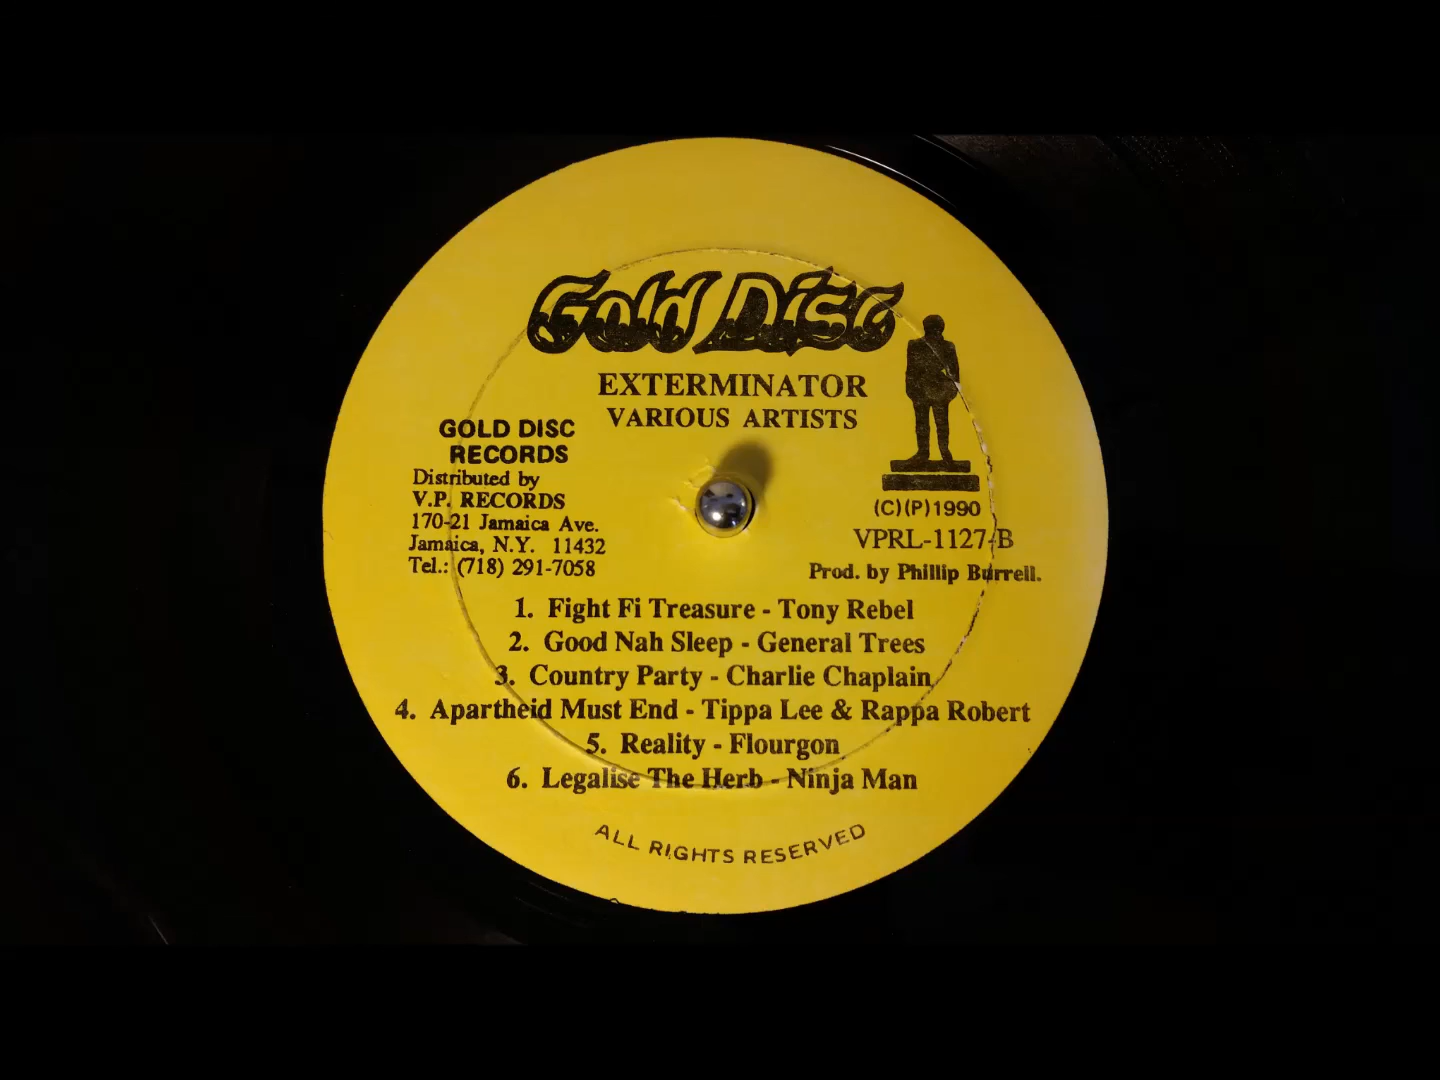 Gold Disc
EXTERMINATOR
VARIOUS ARTISTS
GOLD DISC
RECORDS
Distributed by
V.P. RECORDS
170-21 Jamaica Ave.
Jamaica, N.Y. 11432
Tel.: (718) 291-7058
(C)(P)1990
VPRL-1127-B
Prod. by Phillip Burrell.
1. Fight Fi Treasure - Tony Rebel
2. Good Nah Sleep - General Trees
3. Country Party - Charlie Chaplain
4. Apartheid Must End - Tippa Lee & Rappa Robert
5. Reality - Flourgon
6. Legalise The Herb - Ninja Man
ALL RIGHTS RESERVED